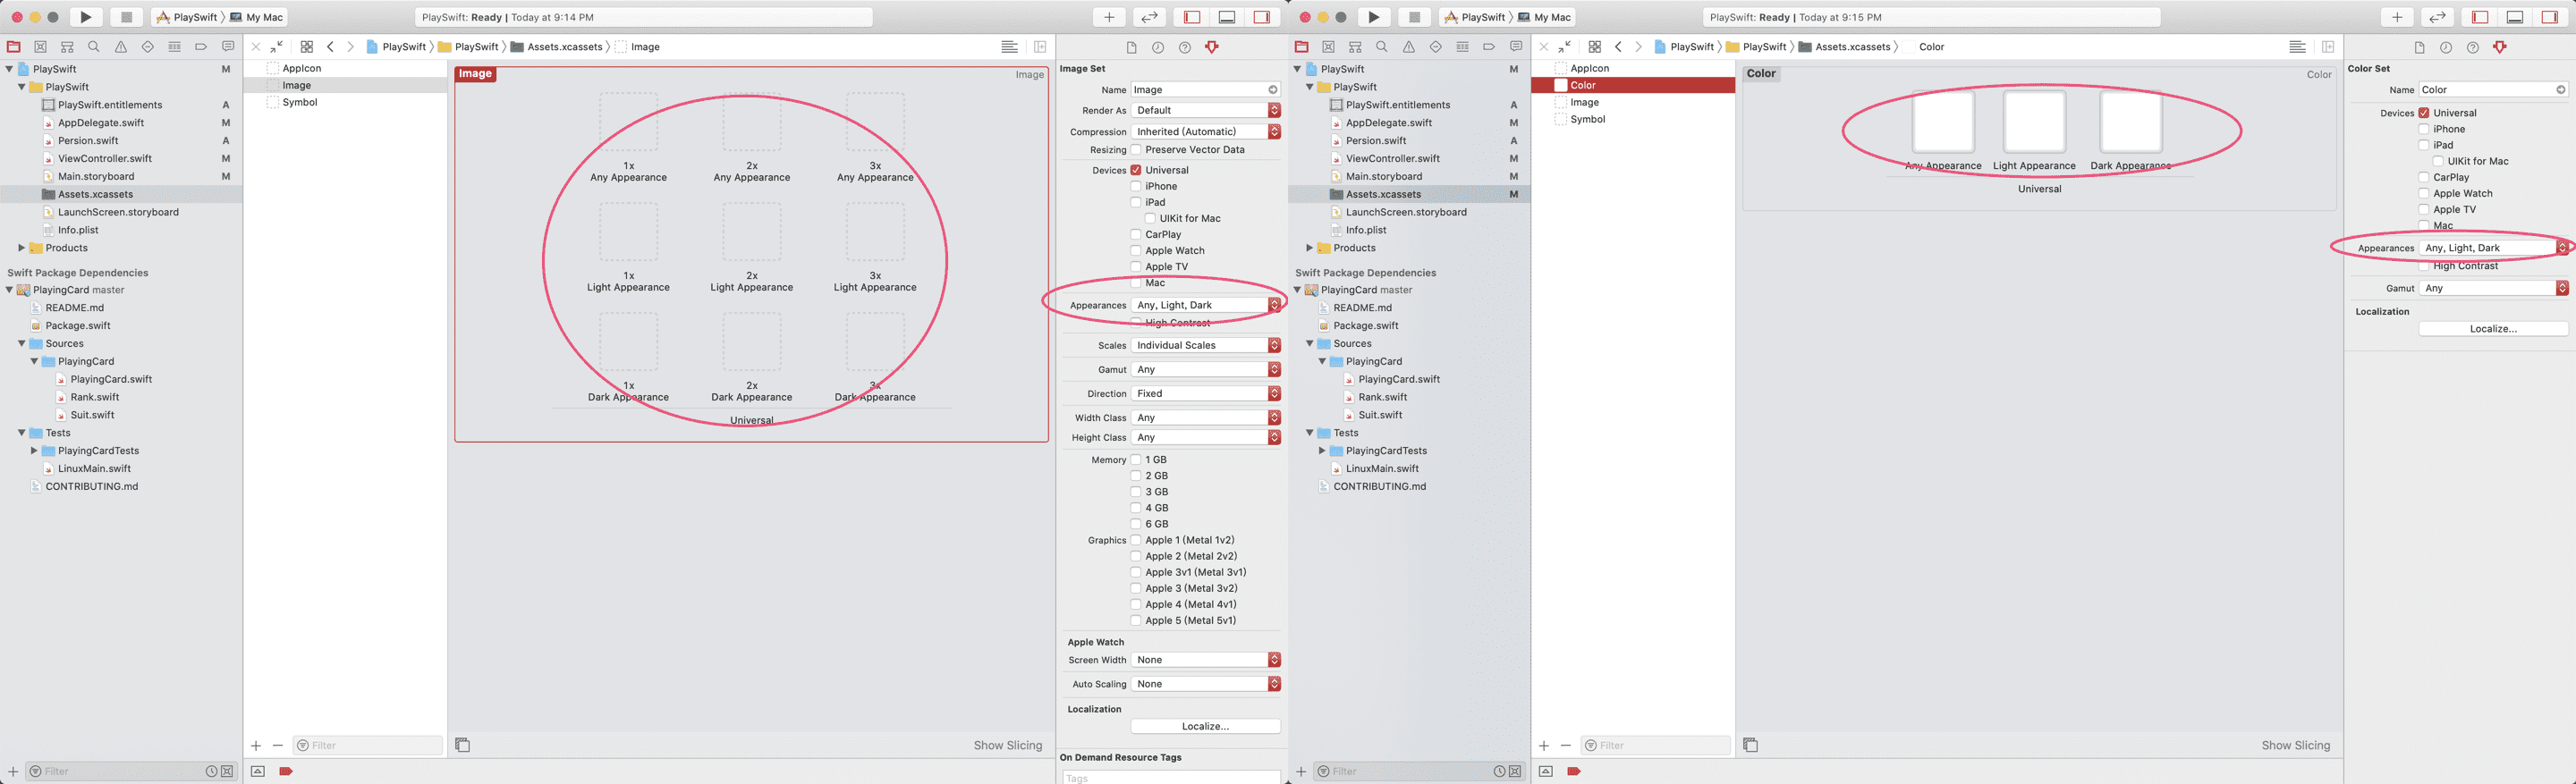 PlaySwift My Mac
PlaySwift: Ready | Today at 9:14 PM
PlaySwift PlaySwift Assets.xcassets Image
PlaySwift M
PlaySwift
PlaySwift.entitlements A
AppDelegate.swift M
Persion.swift A
ViewController.swift M
Main.storyboard M
Assets.xcassets
LaunchScreen.storyboard
Info.plist
Products
Swift Package Dependencies
PlayingCard master
README.md
Package.swift
Sources
PlayingCard
PlayingCard.swift
Rank.swift
Suit.swift
Tests
PlayingCardTests
LinuxMain.swift
CONTRIBUTING.md
Filter
AppIcon
Image
Symbol
Filter
Image Image
1x 2x 3x
Any Appearance Any Appearance Any Appearance
1x 2x 3x
Light Appearance Light Appearance Light Appearance
1x 2x 3x
Dark Appearance Dark Appearance Dark Appearance
Universal
Show Slicing
Image Set
Name Image
Render As Default
Compression Inherited (Automatic)
Resizing Preserve Vector Data
Devices Universal
iPhone
iPad
UIKit for Mac
CarPlay
Apple Watch
Apple TV
Mac
Appearances Any, Light, Dark
High Contrast
Scales Individual Scales
Gamut Any
Direction Fixed
Width Class Any
Height Class Any
Memory 1 GB
2 GB
3 GB
4 GB
6 GB
Graphics Apple 1 (Metal 1v2)
Apple 2 (Metal 2v2)
Apple 3v1 (Metal 3v1)
Apple 3 (Metal 3v2)
Apple 4 (Metal 4v1)
Apple 5 (Metal 5v1)
Apple Watch
Screen Width None
Auto Scaling None
Localization
Localize...
On Demand Resource Tags
Tags
PlaySwift My Mac
PlaySwift: Ready | Today at 9:15 PM
PlaySwift PlaySwift Assets.xcassets Color
PlaySwift M
PlaySwift
PlaySwift.entitlements A
AppDelegate.swift M
Persion.swift A
ViewController.swift M
Main.storyboard M
Assets.xcassets M
LaunchScreen.storyboard
Info.plist
Products
Swift Package Dependencies
PlayingCard master
README.md
Package.swift
Sources
PlayingCard
PlayingCard.swift
Rank.swift
Suit.swift
Tests
PlayingCardTests
LinuxMain.swift
CONTRIBUTING.md
Filter
AppIcon
Color
Image
Symbol
Filter
Color Color
Any Appearance Light Appearance Dark Appearance
Universal
Show Slicing
Color Set
Name Color
Devices Universal
iPhone
iPad
UIKit for Mac
CarPlay
Apple Watch
Apple TV
Mac
Appearances Any, Light, Dark
High Contrast
Gamut Any
Localization
Localize...